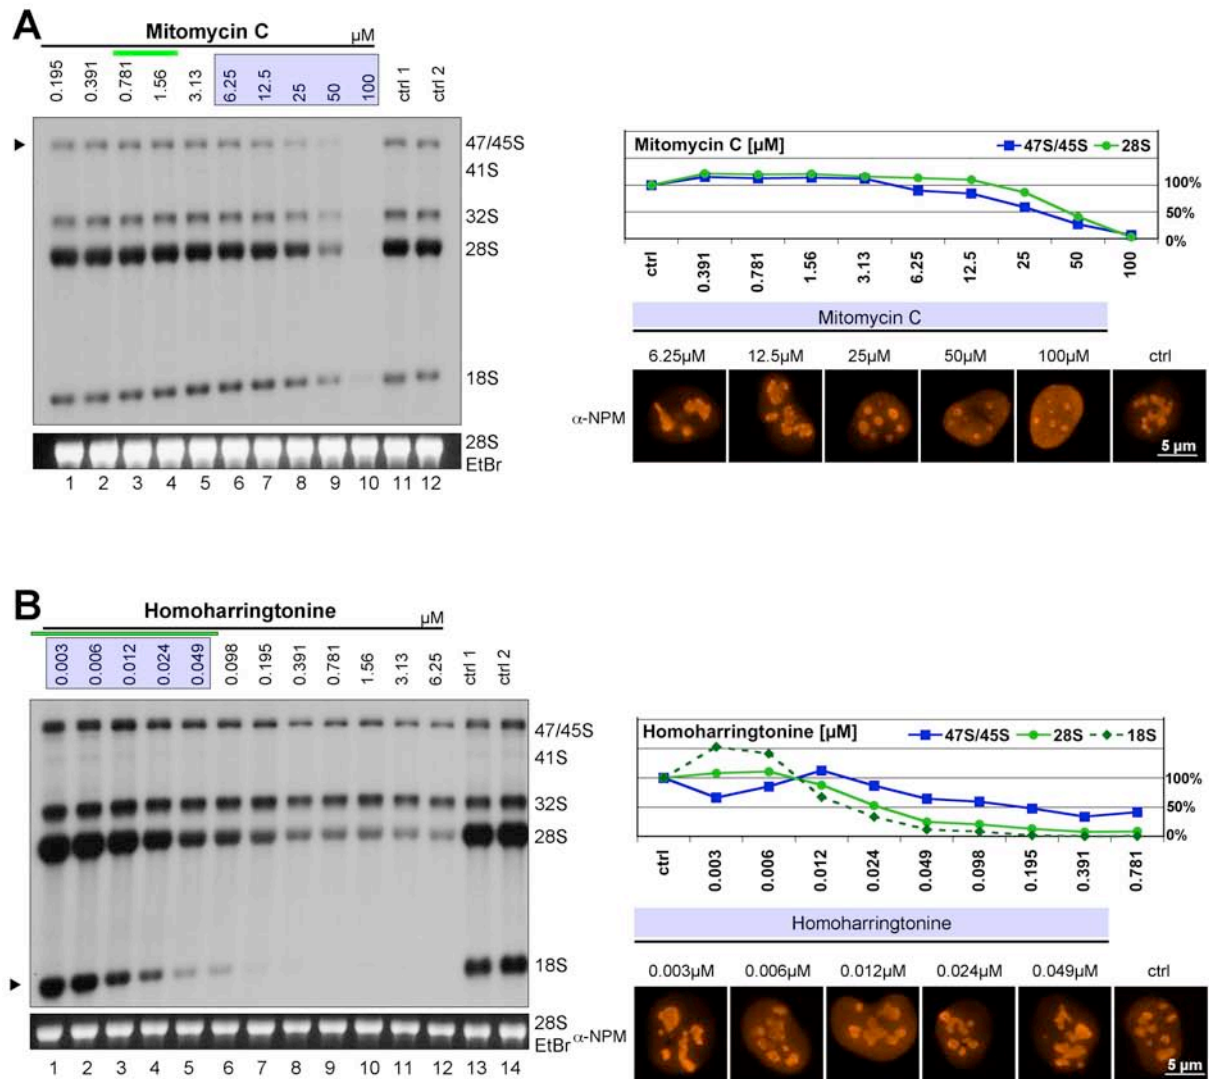 A
Mitomycin C µM
0.195 0.391 0.781 1.56 3.13 6.25 12.5 25 50 100 ctrl 1 ctrl 2
47/45S
41S
32S
28S
18S
28S
EtBr
1 2 3 4 5 6 7 8 9 10 11 12
Mitomycin C [µM] 47S/45S 28S
100%
50%
0%
ctrl 0.391 0.781 1.56 3.13 6.25 12.5 25 50 100
Mitomycin C
6.25µM 12.5µM 25µM 50µM 100µM ctrl
α-NPM
5 µm
B
Homoharringtonine µM
0.003 0.006 0.012 0.024 0.049 0.098 0.195 0.391 0.781 1.56 3.13 6.25 ctrl 1 ctrl 2
47/45S
41S
32S
28S
18S
28S
EtBr
1 2 3 4 5 6 7 8 9 10 11 12 13 14
Homoharringtonine [µM] 47S/45S 28S 18S
100%
50%
0%
ctrl 0.003 0.006 0.012 0.024 0.049 0.098 0.195 0.391 0.781
Homoharringtonine
0.003µM 0.006µM 0.012µM 0.024µM 0.049µM ctrl
α-NPM
5 µm